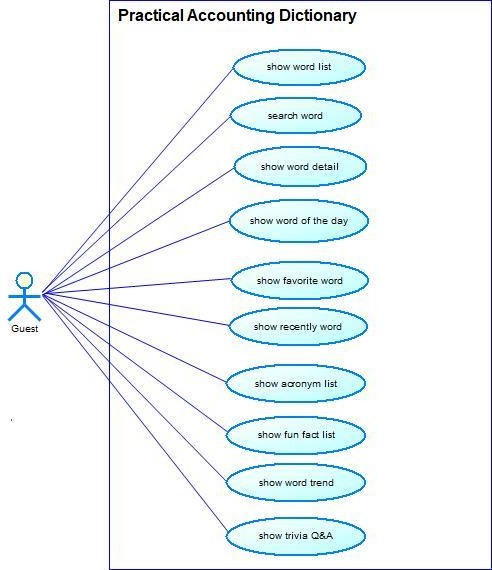 Practical Accounting Dictionary
show word list
search word
show word detail
show word of the day
show favorite word
show recently word
show acronym list
show fun fact list
show word trend
show trivia Q&A
Guest